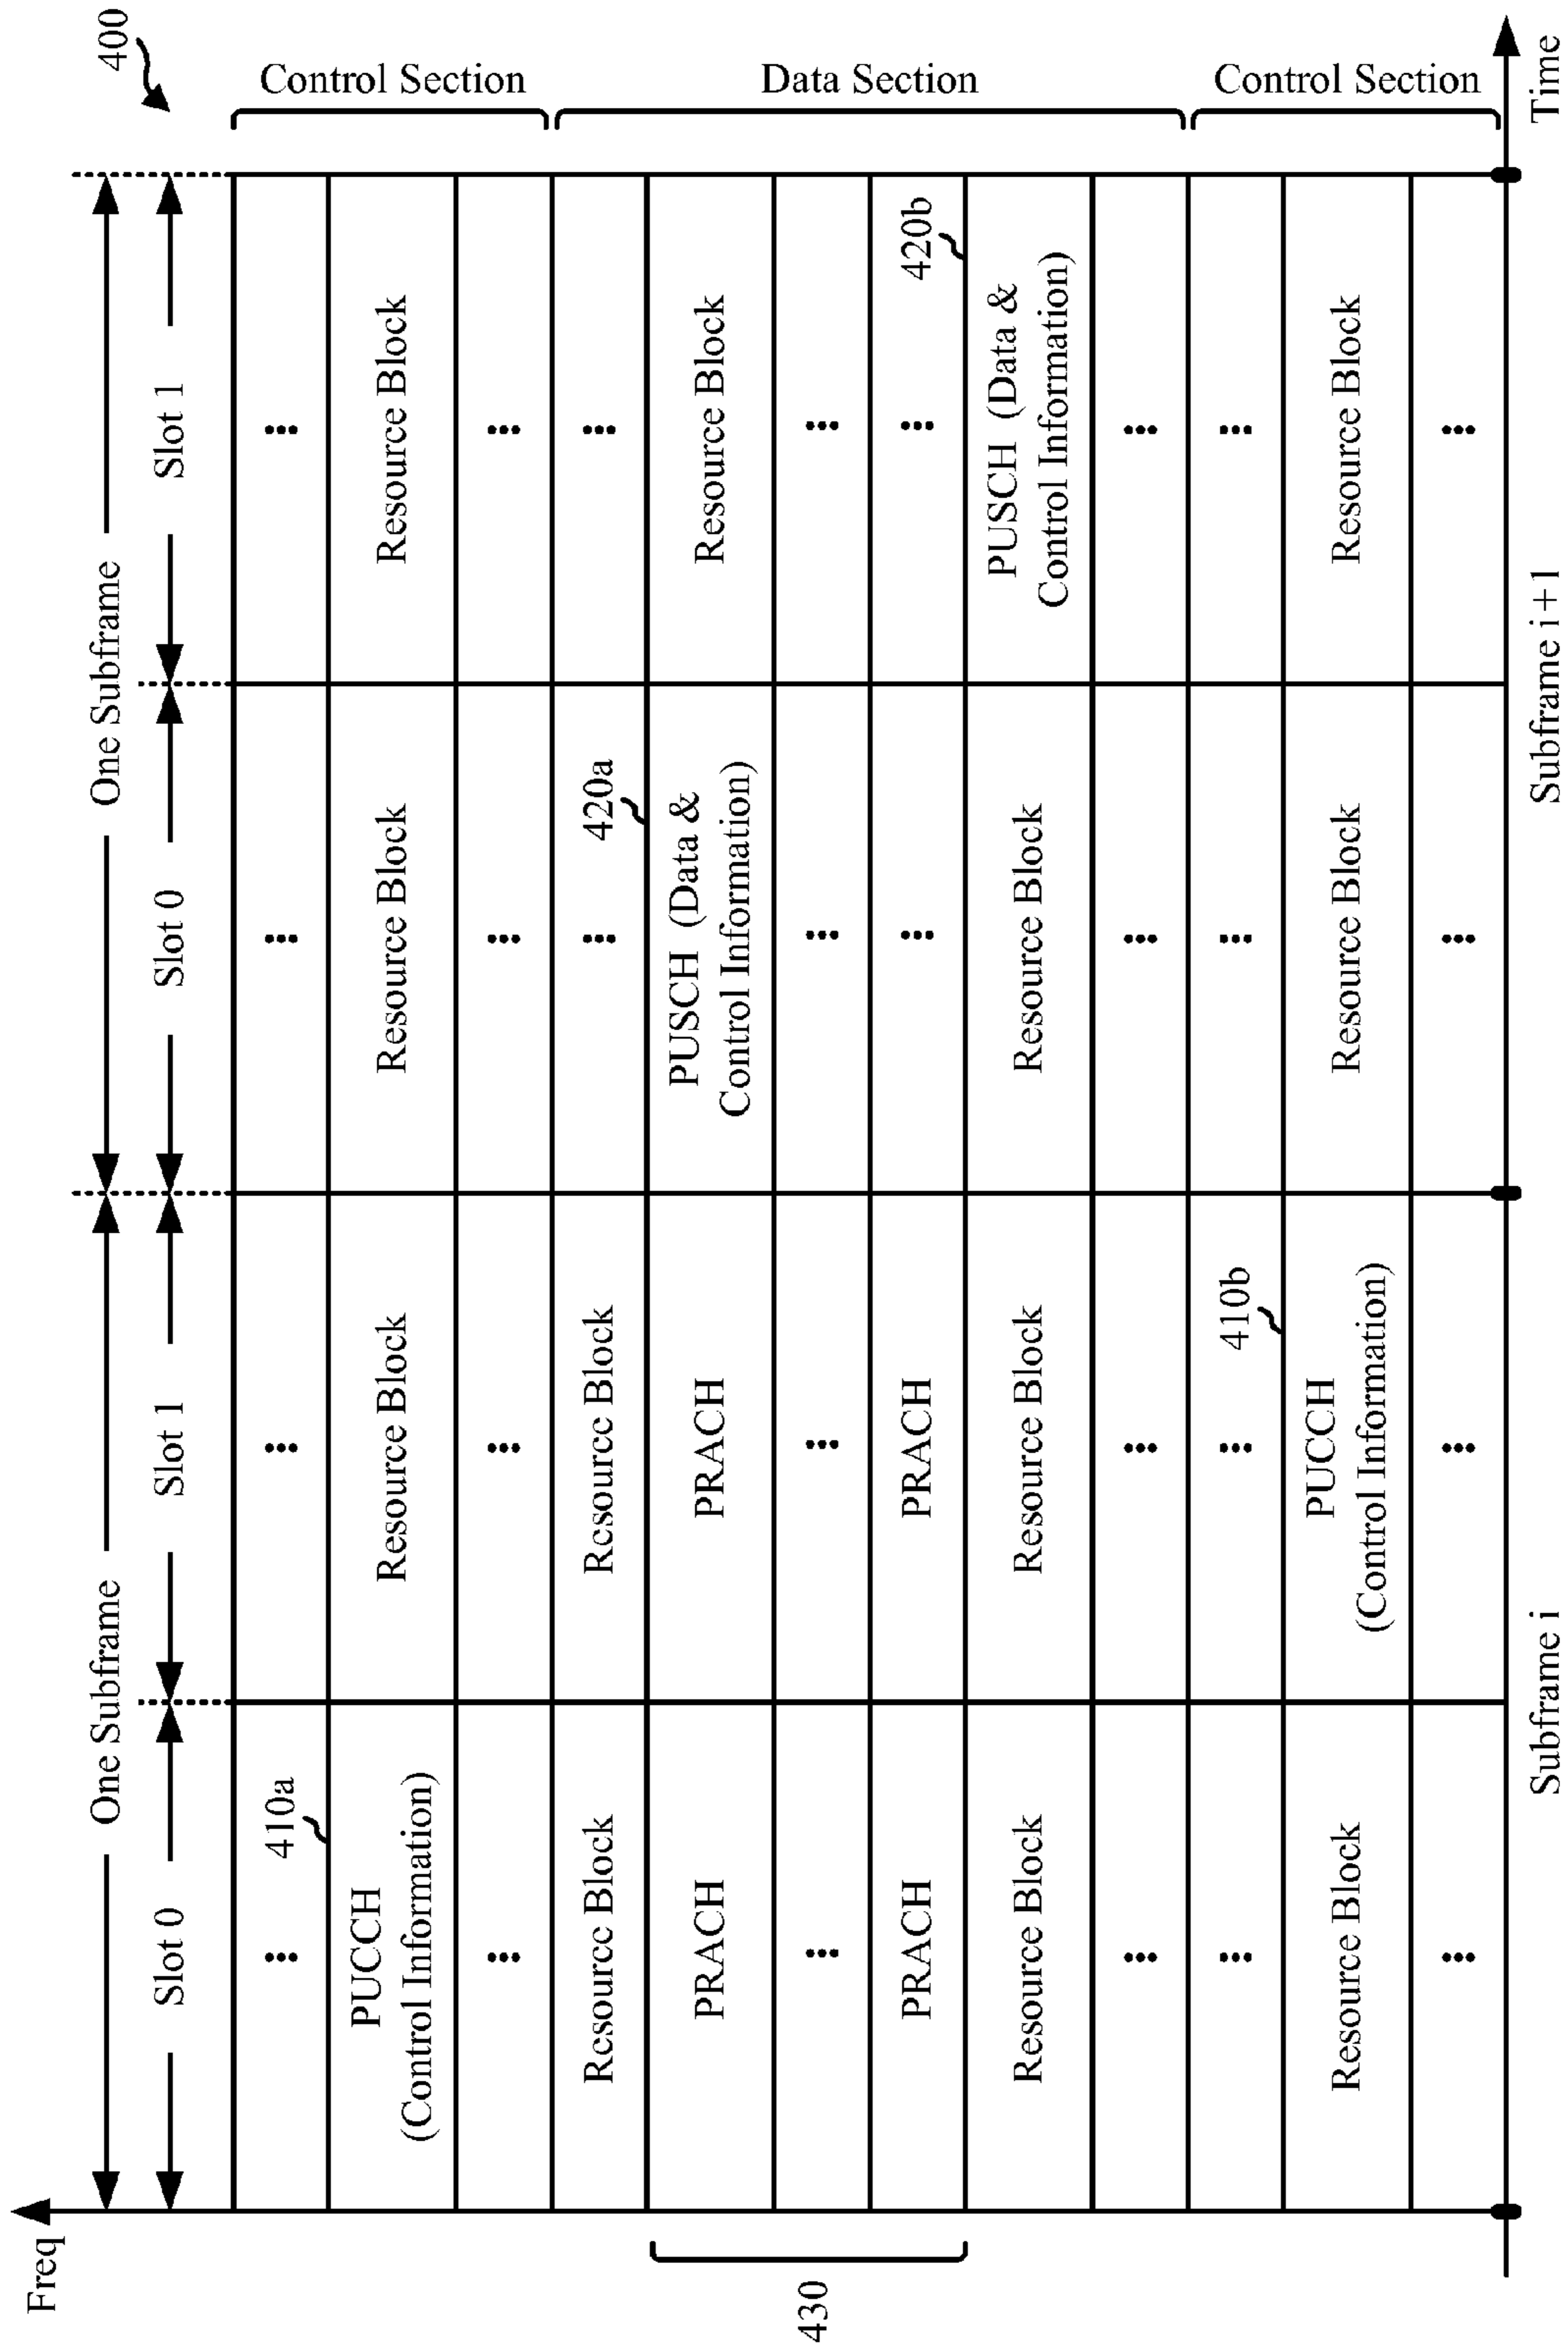 400
Freq
One Subframe
One Subframe
Slot 0
Slot 1
Slot 0
Slot 1
410a
Control Section
PUCCH
(Control Information)
Resource Block
Resource Block
Resource Block
Resource Block
Resource Block
420a
PRACH
PRACH
PUSCH (Data &
Control Information)
Resource Block
430
Data Section
PRACH
PRACH
420b
Resource Block
Resource Block
Resource Block
PUSCH (Data &
Control Information)
410b
Control Section
Resource Block
PUCCH
(Control Information)
Resource Block
Resource Block
Subframe i
Subframe i + 1
Time